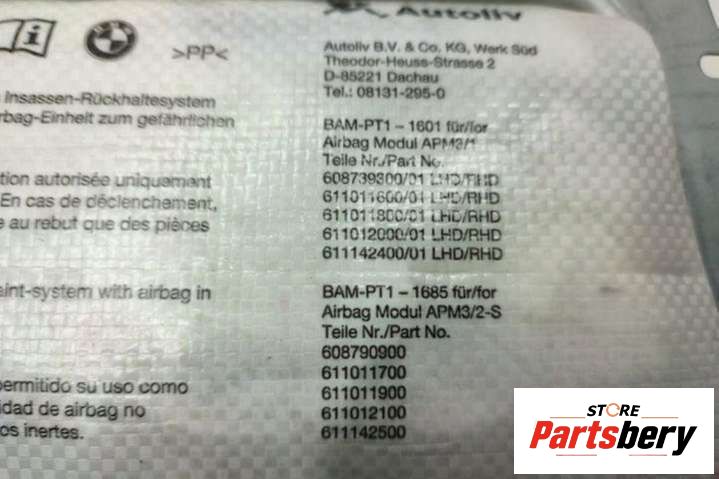 Autoliv
>PP<
Autoliv B.V. & Co. KG, Werk Süd
Theodor-Heuss-Strasse 2
D-85221 Dachau
Tel.: 08131-295-0
Insassen-Rückhaltesystem
rbag-Einheit zum gefährlichen
BAM-PT1 - 1601 für/for
Airbag Modul APM3/1
Teile Nr./Part No.
608739300/01 LHD/RHD
611011600/01 LHD/RHD
611011800/01 LHD/RHD
611012000/01 LHD/RHD
611142400/01 LHD/RHD
tion autorisée uniquement
En cas de déclenchement,
e au rebut que des pièces
aint-system with airbag in
BAM-PT1 - 1685 für/for
Airbag Modul APM3/2-S
Teile Nr./Part No.
608790900
611011700
611011900
611012100
611142500
permitido su uso como
idad de airbag no
os inertes.
STORE
Partsbery